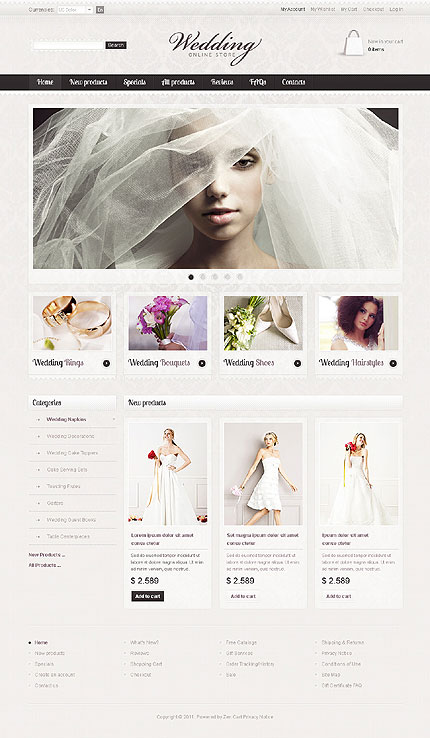 Currencies: US Dollar
My Account My Wishlist My Cart Checkout Log In
Search
Wedding
ONLINE STORE
Now in your cart
0 items
Home New products Specials All products Reviews FAQs Contacts
Wedding Rings
Wedding Bouquets
Wedding Shoes
Wedding Hairstyles
Categories
Wedding Napkins
Wedding Decorations
Wedding Cake Toppers
Cake Serving Sets
Toasting Flutes
Garters
Wedding Guest Books
Table Centerpieces
New Products ...
All Products ...
New products
Lorem ipsum dolor sit amet
conse ctetur
Sed do eiusmod tempor incididunt ut
labore et dolore magna aliqua. Ut enim
ad minim veniam, quis nostrud.
$ 2.589
Add to cart
Set magna ipsum dolor sit amet
conse ctetur
Sed do eiusmod tempor incididunt ut
labore et dolore magna aliqua. Ut enim
ad minim veniam, quis nostrud.
$ 2.589
Add to cart
Ipsum dolor sit amet
conse ctetur
Sed do eiusmod tempor incididunt ut
labore et dolore magna aliqua. Ut enim
ad minim veniam, quis nostrud.
$ 2.589
Add to cart
Home
New products
Specials
Create an account
Contact us
What's New?
Reviews
Shopping Cart
Checkout
Free Catalogs
Gift Services
Order Tracking/History
Sale
Shipping & Returns
Privacy Notice
Conditions of Use
Site Map
Gift Certificate FAQ
Copyright © 2011. Powered by Zen Cart Privacy Notice